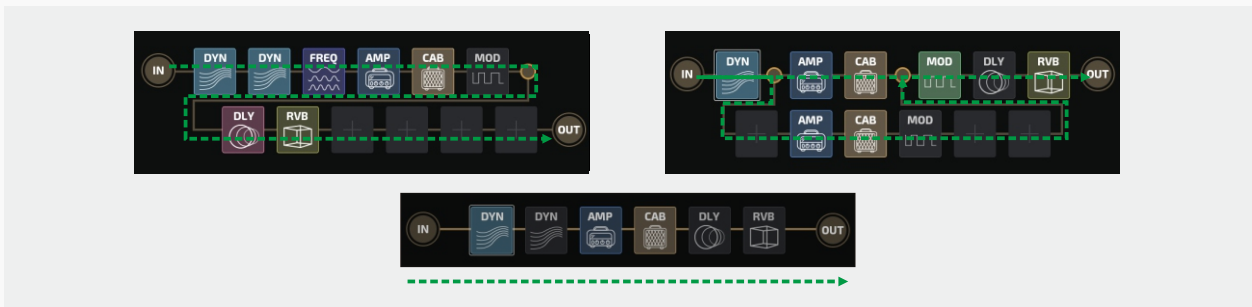 DYN DYN FREQ AMP CAB MOD
IN
DLY RVB
OUT
DYN AMP CAB MOD DLY RVB
IN OUT
AMP CAB MOD
DYN DYN AMP CAB DLY RVB
IN OUT